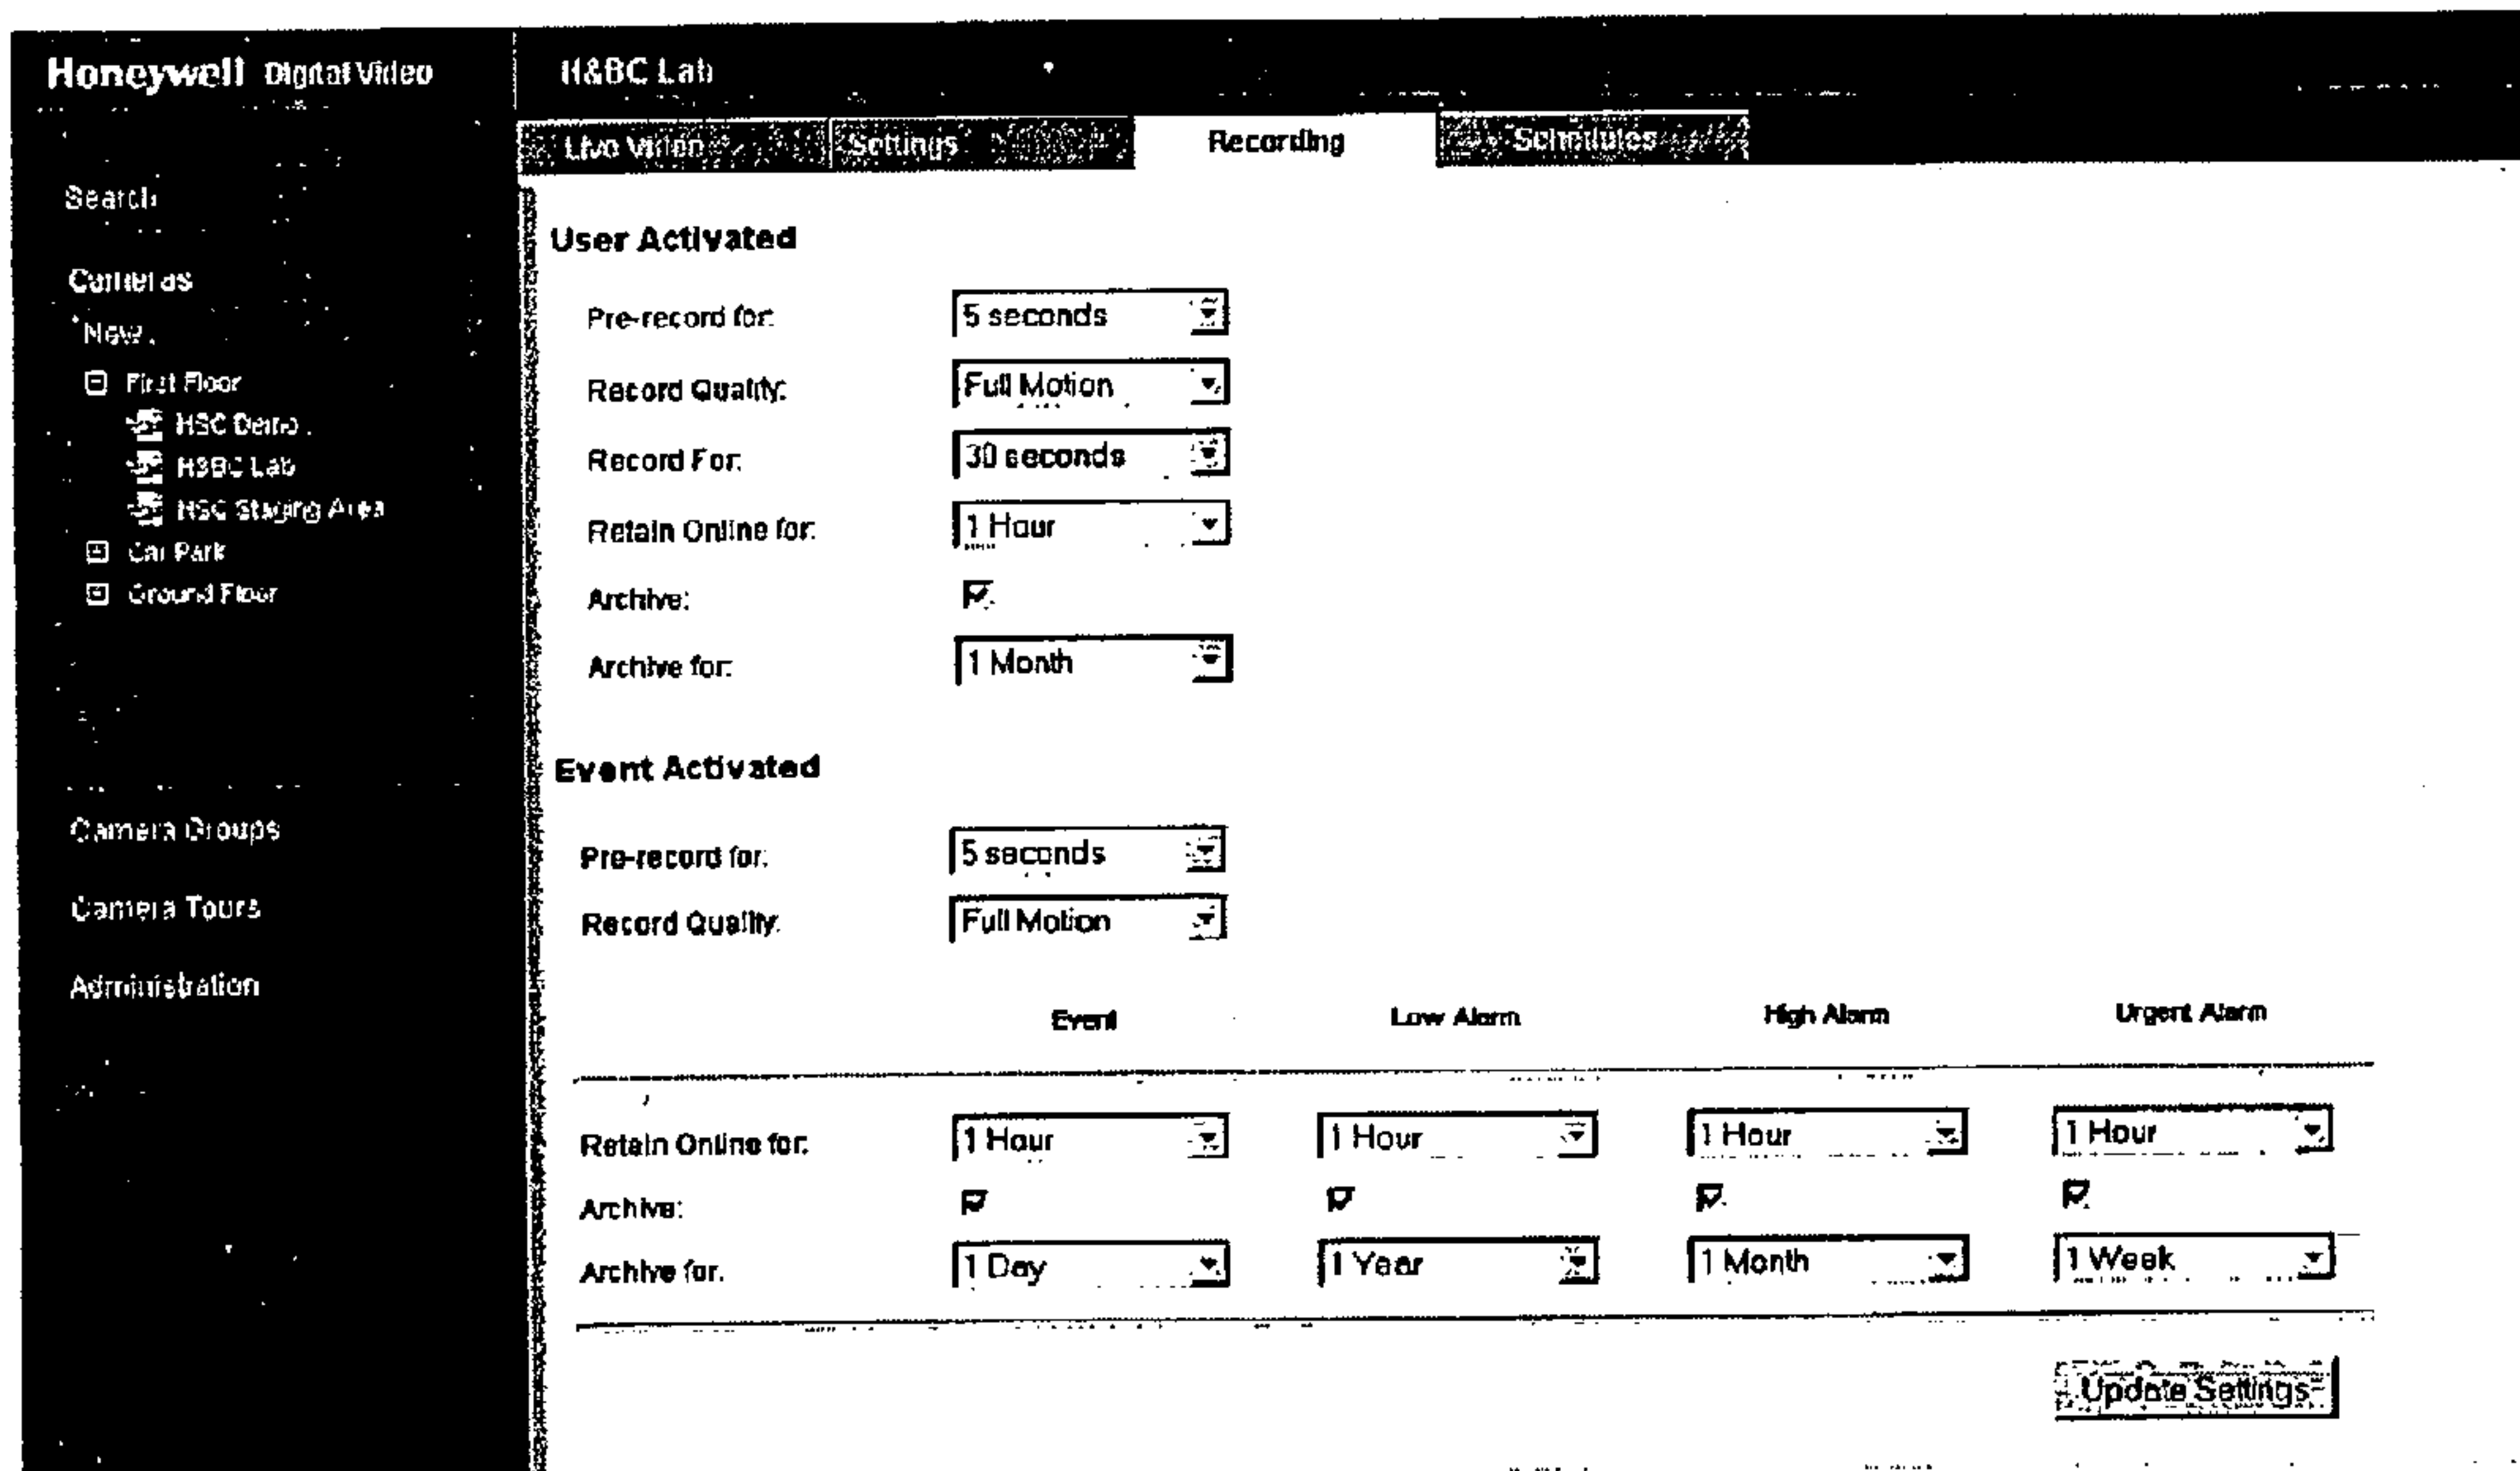 Honeywell Digital Video
H&BC Lab
Live Video Settings Recording Schedules
Search
Cameras
New
First Floor
HSC Demo
H&BC Lab
HSC Staging Area
Car Park
Ground Floor
Camera Groups
Camera Tours
Administration
User Activated
Pre-record for: 5 seconds
Record Quality: Full Motion
Record For: 30 seconds
Retain Online for: 1 Hour
Archive:
Archive for: 1 Month
Event Activated
Pre-record for: 5 seconds
Record Quality: Full Motion
Event Low Alarm High Alarm Urgent Alarm
Retain Online for: 1 Hour 1 Hour 1 Hour 1 Hour
Archive:
Archive for: 1 Day 1 Year 1 Month 1 Week
Update Settings